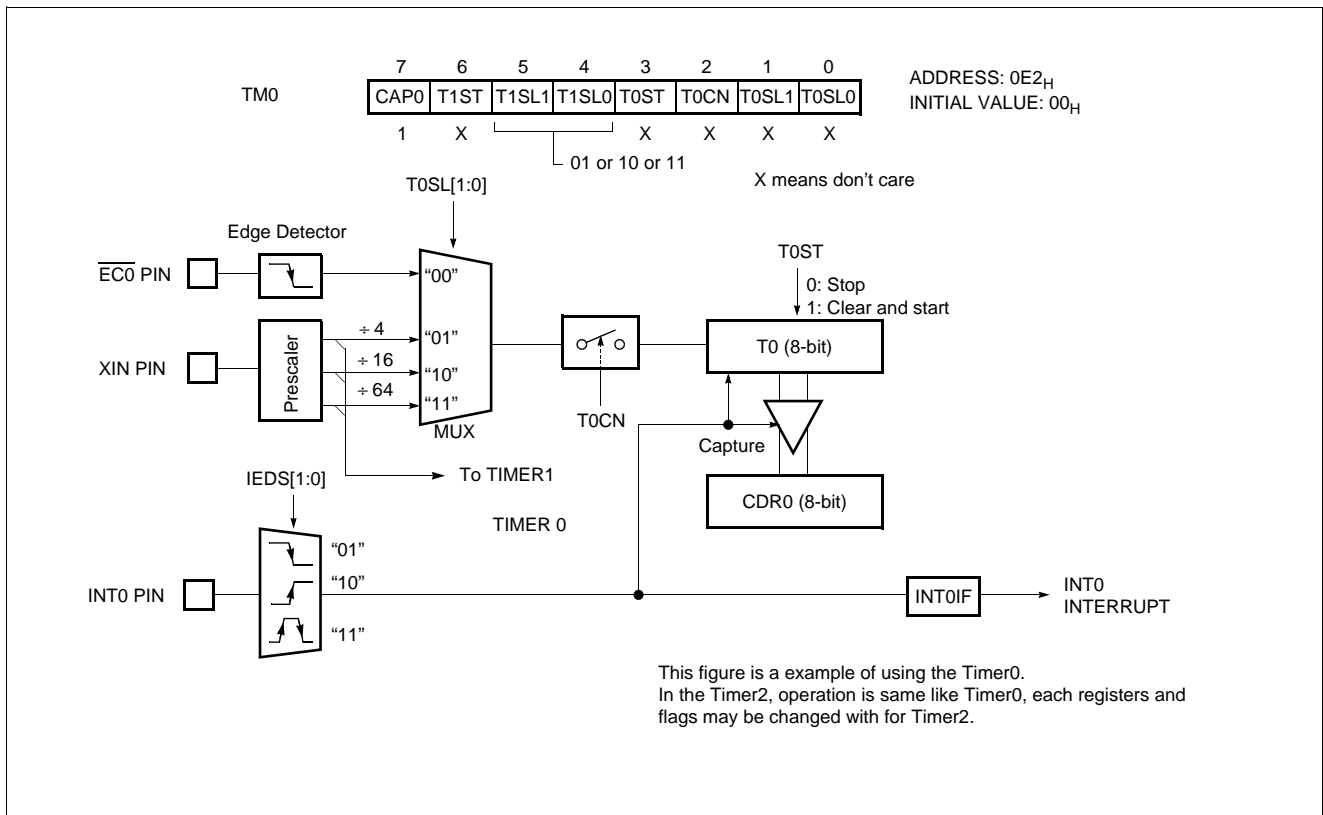 7 6 5 4 3 2 1 0
TM0 CAP0 T1ST T1SL1 T1SL0 T0ST T0CN T0SL1 T0SL0
ADDRESS: 0E2H
INITIAL VALUE: 00H
1 X X X X X
01 or 10 or 11
X means don't care
T0SL[1:0]
Edge Detector
EC0 PIN
“00”
T0ST
0: Stop
1: Clear and start
XIN PIN
Prescaler
÷ 4
“01”
÷ 16
“10”
÷ 64
“11”
MUX
T0CN
T0 (8-bit)
Capture
CDR0 (8-bit)
To TIMER1
TIMER 0
IEDS[1:0]
INT0 PIN
“01”
“10”
“11”
INT0IF
INT0
INTERRUPT
This figure is a example of using the Timer0.
In the Timer2, operation is same like Timer0, each registers and
flags may be changed with for Timer2.